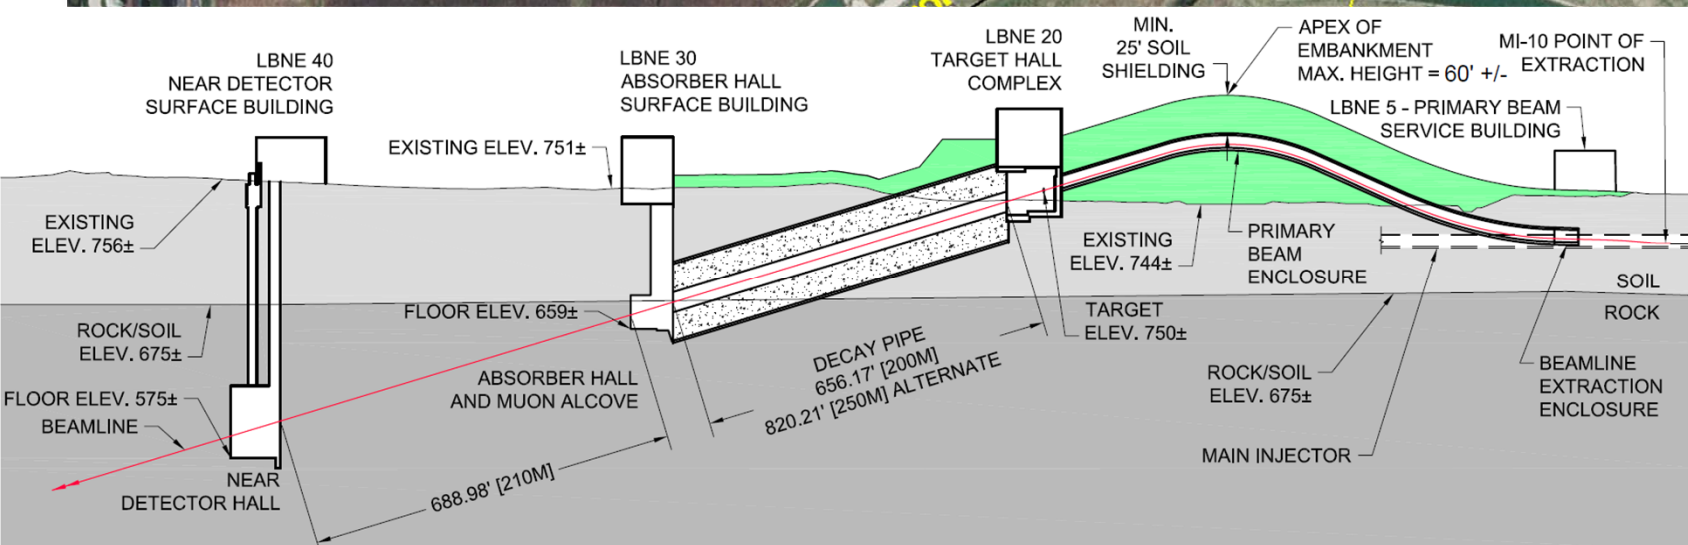 LBNE 40
NEAR DETECTOR
SURFACE BUILDING
LBNE 30
ABSORBER HALL
SURFACE BUILDING
LBNE 20
TARGET HALL
COMPLEX
MIN.
25' SOIL
SHIELDING
APEX OF
EMBANKMENT
MAX. HEIGHT = 60' +/-
MI-10 POINT OF
EXTRACTION
LBNE 5 - PRIMARY BEAM
SERVICE BUILDING
EXISTING ELEV. 751±
EXISTING
ELEV. 756±
EXISTING
ELEV. 744±
PRIMARY
BEAM
ENCLOSURE
SOIL
ROCK
FLOOR ELEV. 659±
TARGET
ELEV. 750±
ROCK/SOIL
ELEV. 675±
DECAY PIPE
656.17' [200M]
820.21' [250M] ALTERNATE
ABSORBER HALL
AND MUON ALCOVE
ROCK/SOIL
ELEV. 675±
BEAMLINE
EXTRACTION
ENCLOSURE
FLOOR ELEV. 575±
BEAMLINE
MAIN INJECTOR
NEAR
DETECTOR HALL
688.98' [210M]